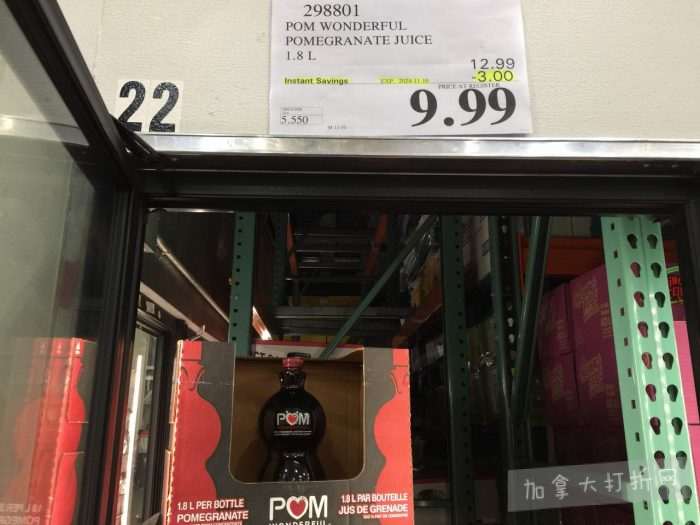 298801
POM WONDERFUL
POMEGRANATE JUICE
1.8 L
12.99
Instant Savings
-3.00
PRICE AT REGISTER
9.99
5.550
22
POM
1.8 L PER BOTTLE
POMEGRANATE
POM
WONDERFUL
1.8 L PAR BOUTEILLE
JUS DE GRENADE
加拿大打折网